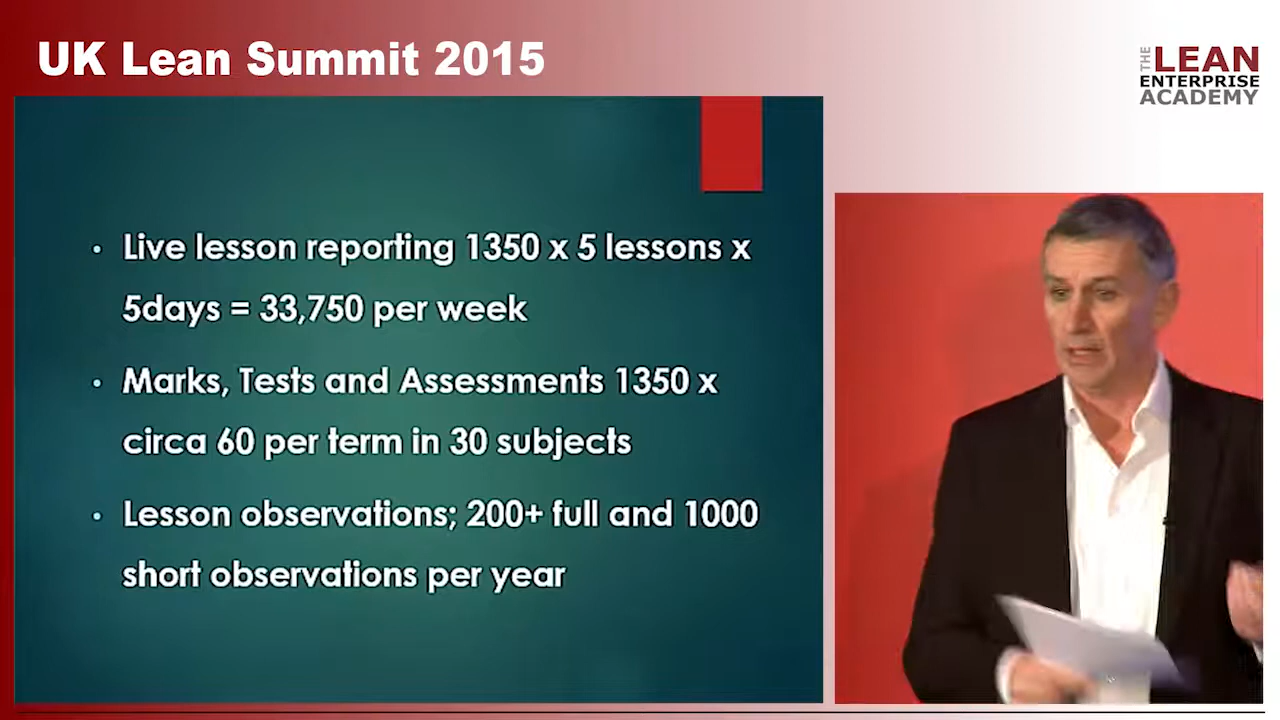 UK Lean Summit 2015
THE LEAN
ENTERPRISE
ACADEMY
• Live lesson reporting 1350 x 5 lessons x
5days = 33,750 per week
• Marks, Tests and Assessments 1350 x
circa 60 per term in 30 subjects
• Lesson observations; 200+ full and 1000
short observations per year